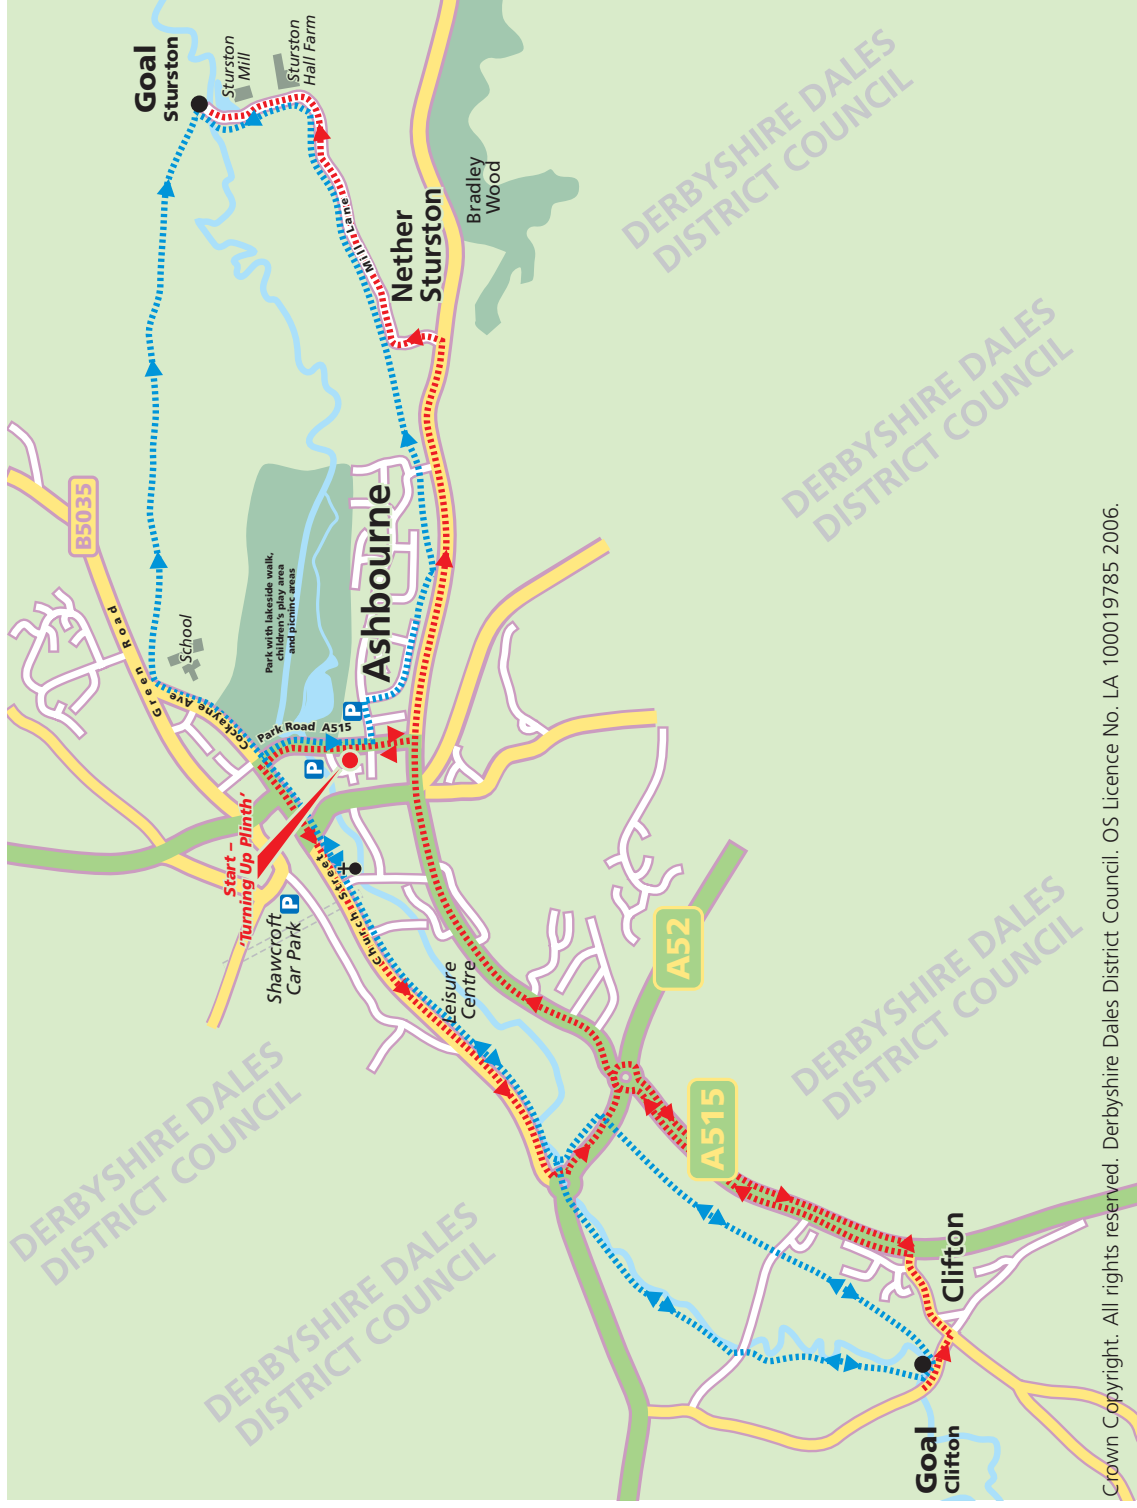 Goal
Sturston
Sturston
Mill
Sturston
Hall Farm
Mill Lane
Nether
Sturston
Bradley
Wood
B5035
Green Road
School
Cockayne Ave
Park with lakeside walk,
children's play area
and picninc areas
Ashbourne
Park Road A515
P
P
Start –
'Turning Up Plinth'
Shawcroft
Car Park
P
Church Street
Leisure
Centre
A52
A515
Clifton
Goal
Clifton
DERBYSHIRE DALES
DISTRICT COUNCIL
DERBYSHIRE DALES
DISTRICT COUNCIL
DERBYSHIRE DALES
DISTRICT COUNCIL
DERBYSHIRE DALES
DISTRICT COUNCIL
DERBYSHIRE DALES
DISTRICT COUNCIL
Crown Copyright. All rights reserved. Derbyshire Dales District Council. OS Licence No. LA 100019785 2006.